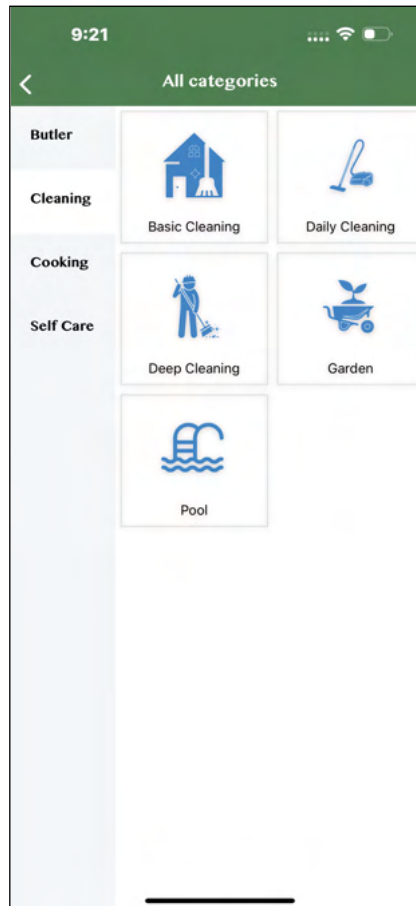 9:21
All categories
Butler
Cleaning
Cooking
Self Care
Basic Cleaning
Daily Cleaning
Deep Cleaning
Garden
Pool